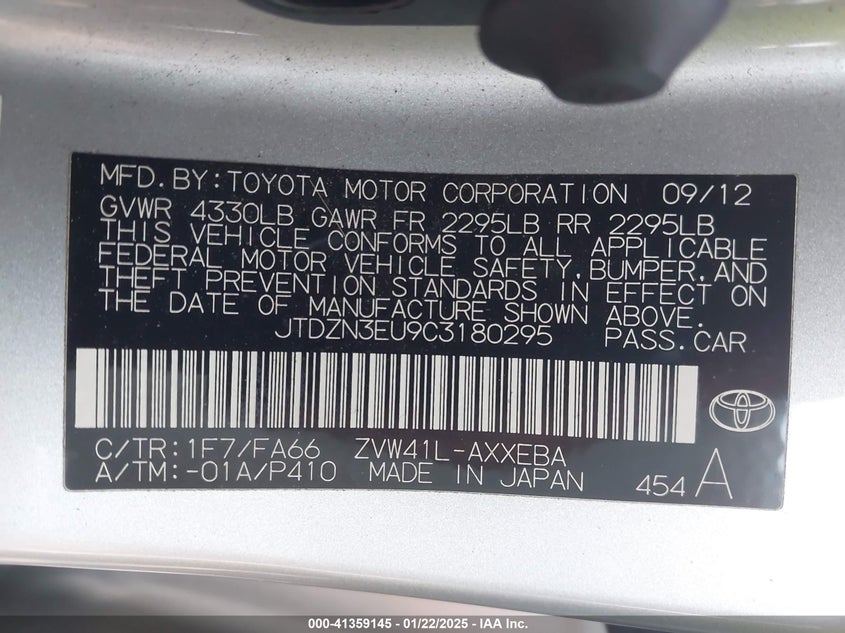 MFD.BY:TOYOTA MOTOR CORPORATION 09/12
GVWR 4330LB GAWR FR 2295LB RR 2295LB
THIS VEHICLE CONFORMS TO ALL APPLICABLE
FEDERAL MOTOR VEHICLE SAFETY,BUMPER,AND
THEFT PREVENTION STANDARDS IN EFFECT ON
THE DATE OF MANUFACTURE SHOWN ABOVE.
JTDZN3EU9C3180295 PASS.CAR
C/TR:1F7/FA66 ZVW41L-AXXEBA
A/TM:-01A/P410 MADE IN JAPAN 454 A
000-41359145 - 01/22/2025 - IAA Inc.